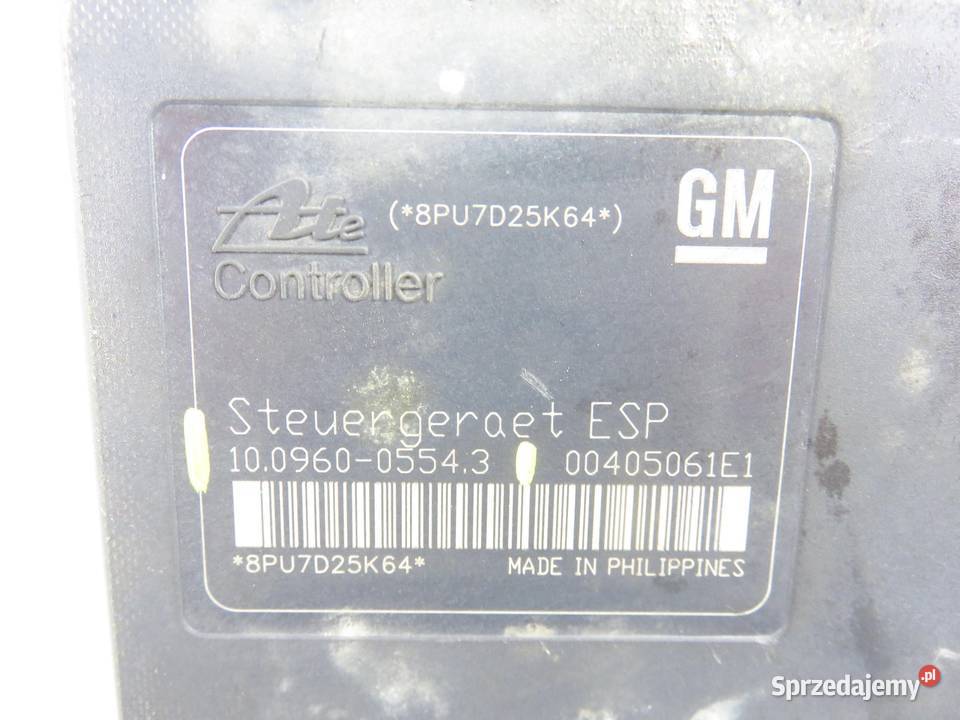 Ate (*8PU7D25K64*) GM
Controller
Steuergeraet ESP
10.0960-0554.3 00405061E1
*8PU7D25K64* MADE IN PHILIPPINES
Sprzedajemy.pl